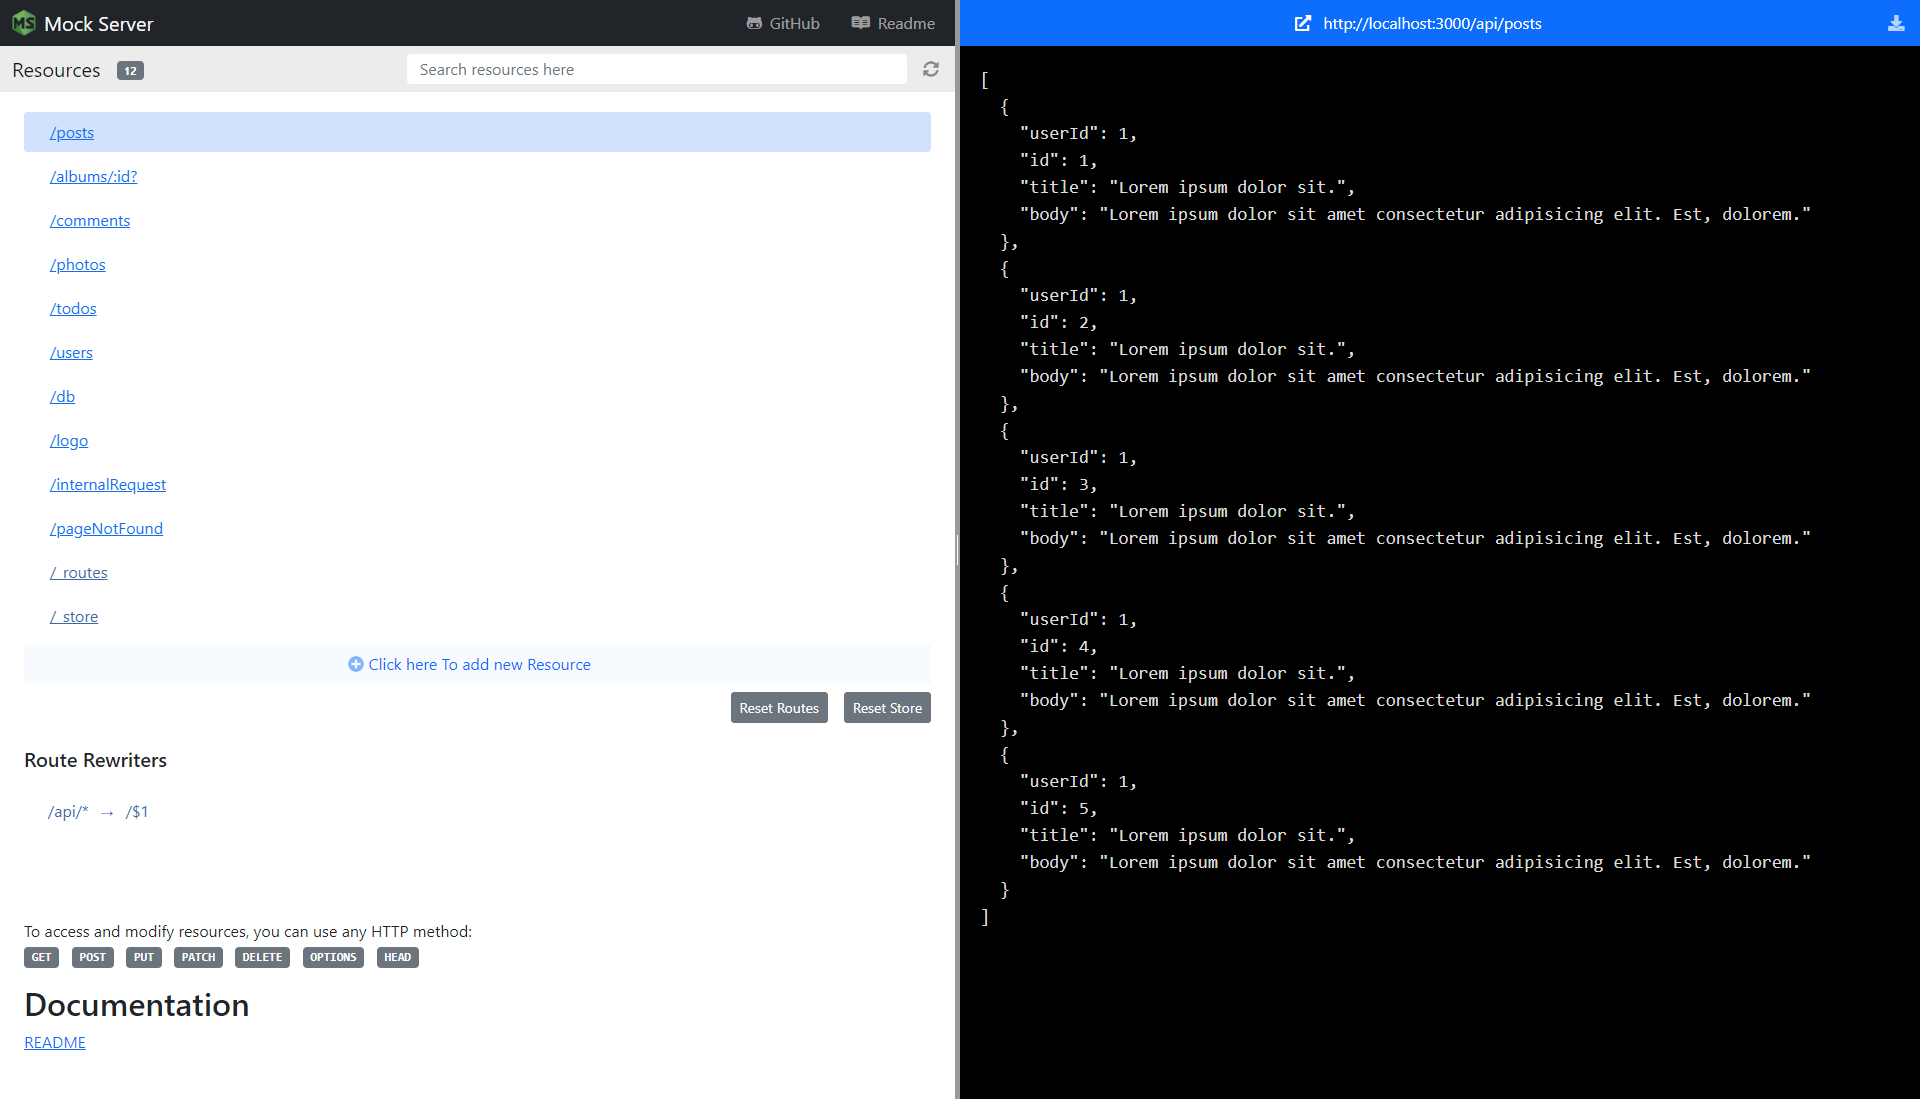 MS Mock Server GitHub Readme
Resources 12 Search resources here
/posts
/albums/:id?
/comments
/photos
/todos
/users
/db
/logo
/internalRequest
/pageNotFound
/_routes
/_store
Click here To add new Resource
Reset Routes Reset Store
Route Rewriters
/api/* → /$1
To access and modify resources, you can use any HTTP method:
GET POST PUT PATCH DELETE OPTIONS HEAD
Documentation
README
http://localhost:3000/api/posts
[
  {
    "userId": 1,
    "id": 1,
    "title": "Lorem ipsum dolor sit.",
    "body": "Lorem ipsum dolor sit amet consectetur adipisicing elit. Est, dolorem."
  },
  {
    "userId": 1,
    "id": 2,
    "title": "Lorem ipsum dolor sit.",
    "body": "Lorem ipsum dolor sit amet consectetur adipisicing elit. Est, dolorem."
  },
  {
    "userId": 1,
    "id": 3,
    "title": "Lorem ipsum dolor sit.",
    "body": "Lorem ipsum dolor sit amet consectetur adipisicing elit. Est, dolorem."
  },
  {
    "userId": 1,
    "id": 4,
    "title": "Lorem ipsum dolor sit.",
    "body": "Lorem ipsum dolor sit amet consectetur adipisicing elit. Est, dolorem."
  },
  {
    "userId": 1,
    "id": 5,
    "title": "Lorem ipsum dolor sit.",
    "body": "Lorem ipsum dolor sit amet consectetur adipisicing elit. Est, dolorem."
  }
]